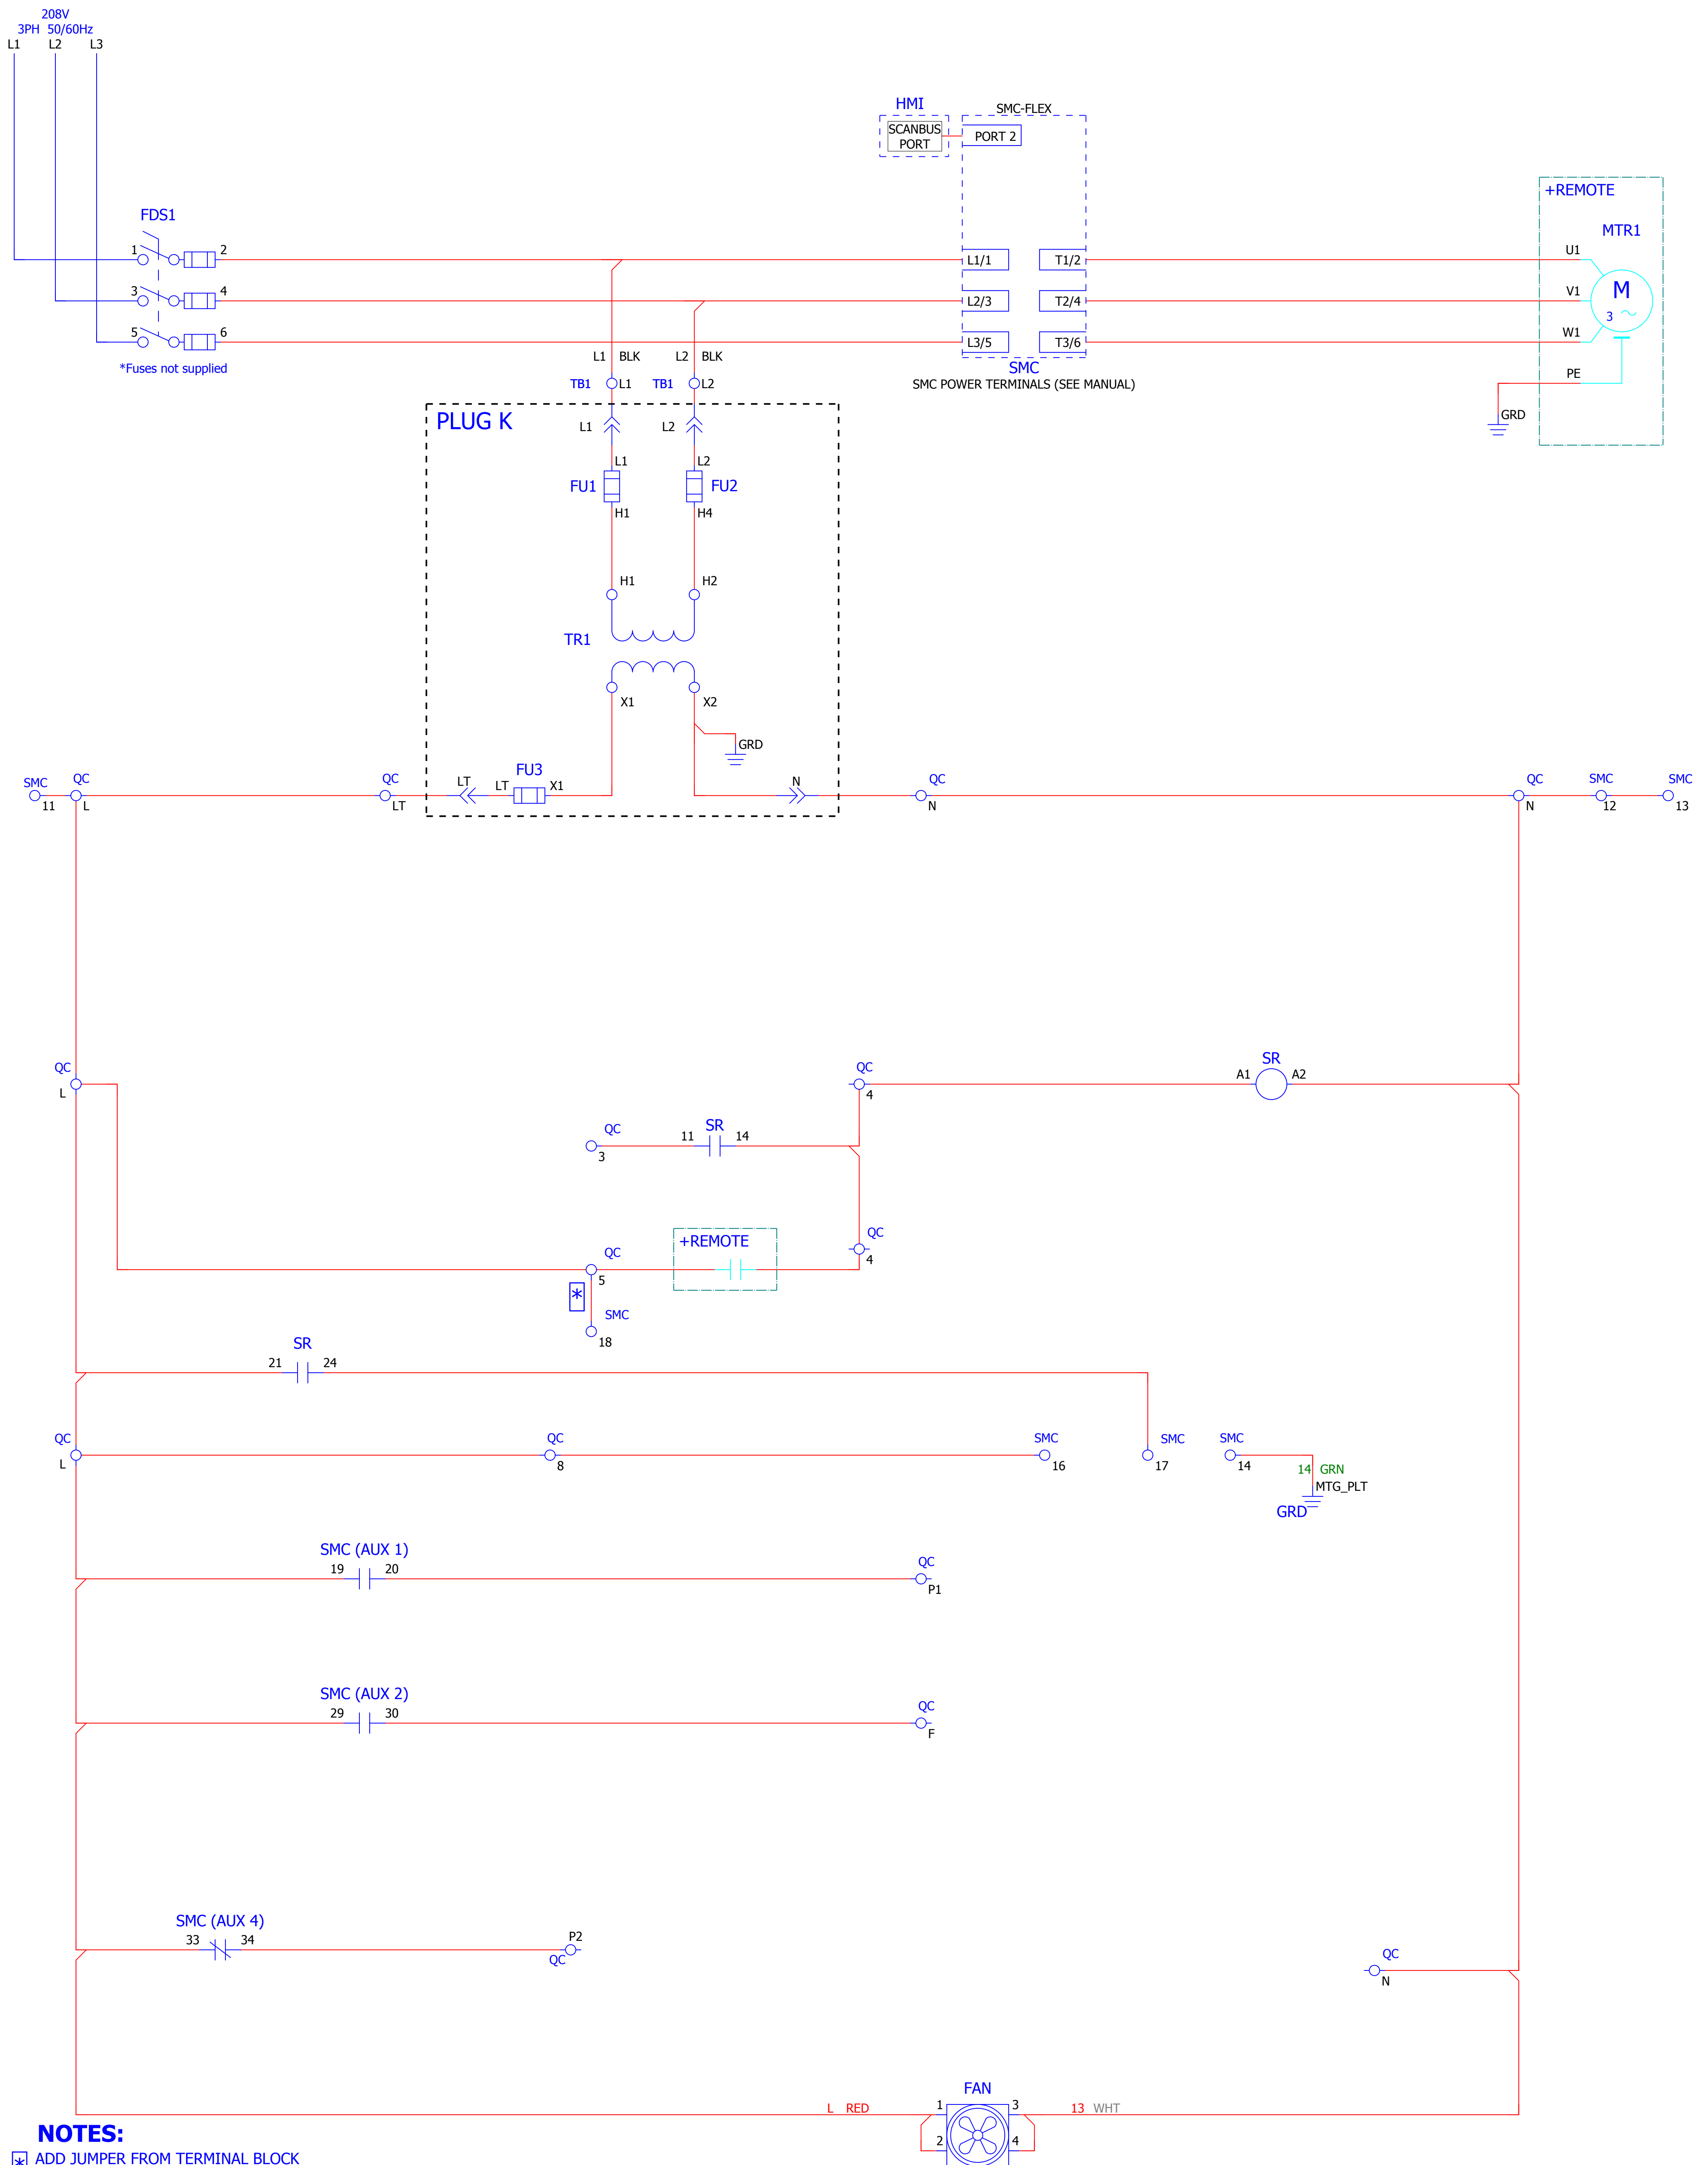 208V
3PH 50/60Hz
L1 L2 L3
HMI
SCANBUS
PORT
SMC-FLEX
PORT 2
+REMOTE
MTR1
FDS1
1 2
3 4
5 6
*Fuses not supplied
L1/1 T1/2
L2/3 T2/4
L3/5 T3/6
SMC
SMC POWER TERMINALS (SEE MANUAL)
U1
V1
W1
PE
M
3
GRD
L1 BLK L2 BLK
TB1 L1 TB1 L2
PLUG K
L1 L2
L1 L2
FU1 FU2
H1 H4
H1 H2
TR1
X1 X2
GRD
SMC
11
QC
L
QC
LT
LT
LT
FU3
X1
N
QC
N
QC
N
SMC
12
SMC
13
QC
L
QC
4
A1
SR
A2
QC
3
11
SR
14
QC
4
QC
5
+REMOTE
*
SMC
18
21
SR
24
QC
L
QC
8
SMC
16
SMC
17
SMC
14
14 GRN
MTG_PLT
GRD
SMC (AUX 1)
19 20
QC
P1
SMC (AUX 2)
29 30
QC
F
SMC (AUX 4)
33 34
P2
QC
QC
N
FAN
L RED
1 3
13 WHT
2 4
NOTES:
* ADD JUMPER FROM TERMINAL BLOCK